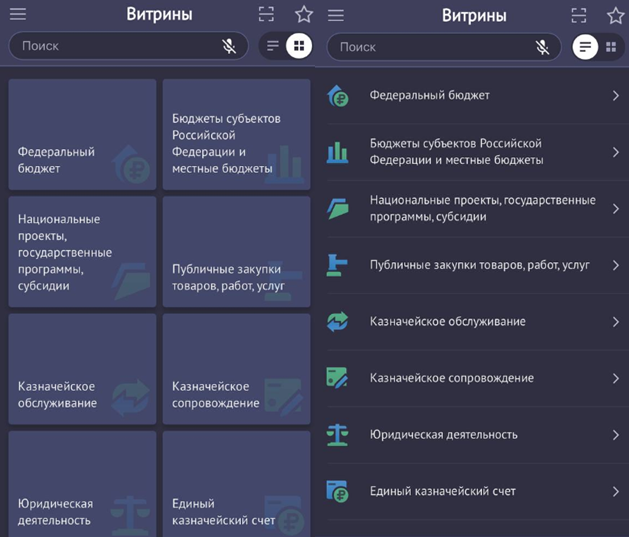 Витрины
Поиск
Федеральный
бюджет
Бюджеты субъектов
Российской
Федерации и
местные бюджеты
Национальные
проекты,
государственные
программы,
субсидии
Публичные закупки
товаров, работ, услуг
Казначейское
обслуживание
Казначейское
сопровождение
Юридическая
деятельность
Единый
казначейский счет
Витрины
Поиск
Федеральный бюджет
Бюджеты субъектов Российской
Федерации и местные бюджеты
Национальные проекты, государственные
программы, субсидии
Публичные закупки товаров, работ, услуг
Казначейское обслуживание
Казначейское сопровождение
Юридическая деятельность
Единый казначейский счет